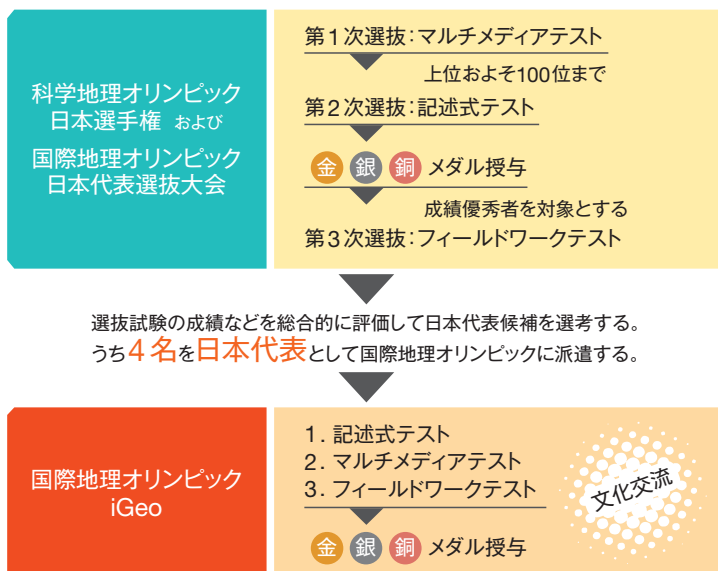 科学地理オリンピック
日本選手権 および
国際地理オリンピック
日本代表選抜大会
第1次選抜：マルチメディアテスト
上位およそ100位まで
第2次選抜：記述式テスト
金 銀 銅 メダル授与
成績優秀者を対象とする
第3次選抜：フィールドワークテスト
選抜試験の成績などを総合的に評価して日本代表候補を選考する。
うち4名を日本代表として国際地理オリンピックに派遣する。
国際地理オリンピック
iGeo
1. 記述式テスト
2. マルチメディアテスト
3. フィールドワークテスト
金 銀 銅 メダル授与
文化交流